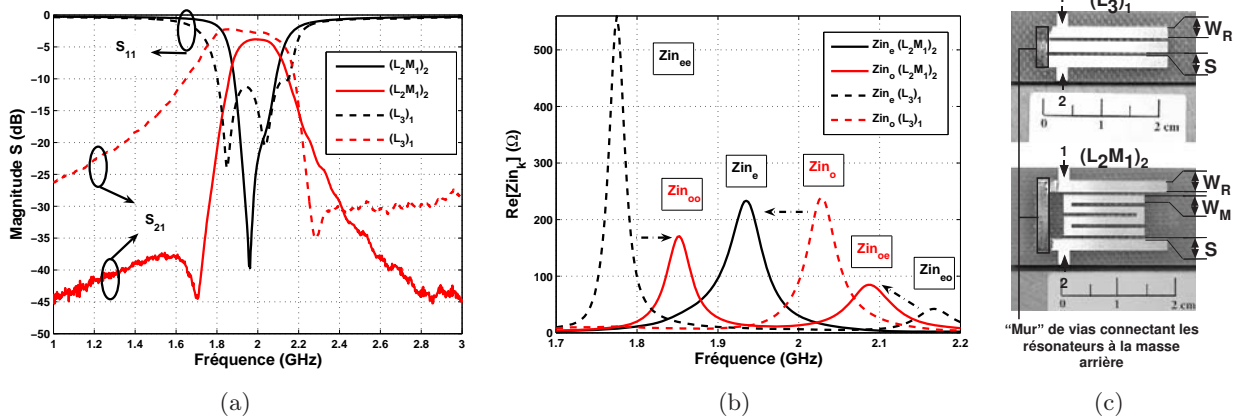 0
−5
−10
−15
−20
−25
−30
−35
−40
−45
−50
Magnitude S (dB)
1 1.2 1.4 1.6 1.8 2 2.2 2.4 2.6 2.8 3
Fréquence (GHz)
S11
S21
(L2M1)2
(L2M1)2
(L3)1
(L3)1
(a)
500
400
300
200
100
0
Re[Zink] (Ω)
1.7 1.8 1.9 2 2.1 2.2
Fréquence (GHz)
Zinee
Zinoo
Zine
Zino
Zinoe
Zineo
Zine (L2M1)2
Zino (L2M1)2
Zine (L3)1
Zino (L3)1
(b)
(L3)1
WR
S
2
0 1 2 cm
1
(L2M1)2
WR
WM
S
2
0 1 2 cm
“Mur” de vias connectant les
résonateurs à la masse
arrière
(c)